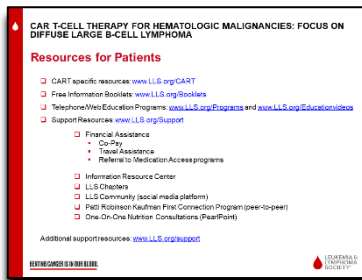 CAR T-CELL THERAPY FOR HEMATOLOGIC MALIGNANCIES: FOCUS ON
DIFFUSE LARGE B-CELL LYMPHOMA
Resources for Patients
CART specific resources: www.LLS.org/CART
Free Information Booklets: www.LLS.org/Booklets
Telephone/Web Education Programs: www.LLS.org/Programs and www.LLS.org/Educationvideos
Support Resources: www.LLS.org/Support
Financial Assistance
Co-Pay
Travel Assistance
Referral to Medication Access programs
Information Resource Center
LLS Chapters
LLS Community (social media platform)
Patti Robinson Kaufman First Connection Program (peer-to-peer)
One-On-One Nutrition Consultations (PearlPoint)
Additional support resources: www.LLS.org/support
BEATING CANCER IS IN OUR BLOOD.
LEUKEMIA &
LYMPHOMA
SOCIETY